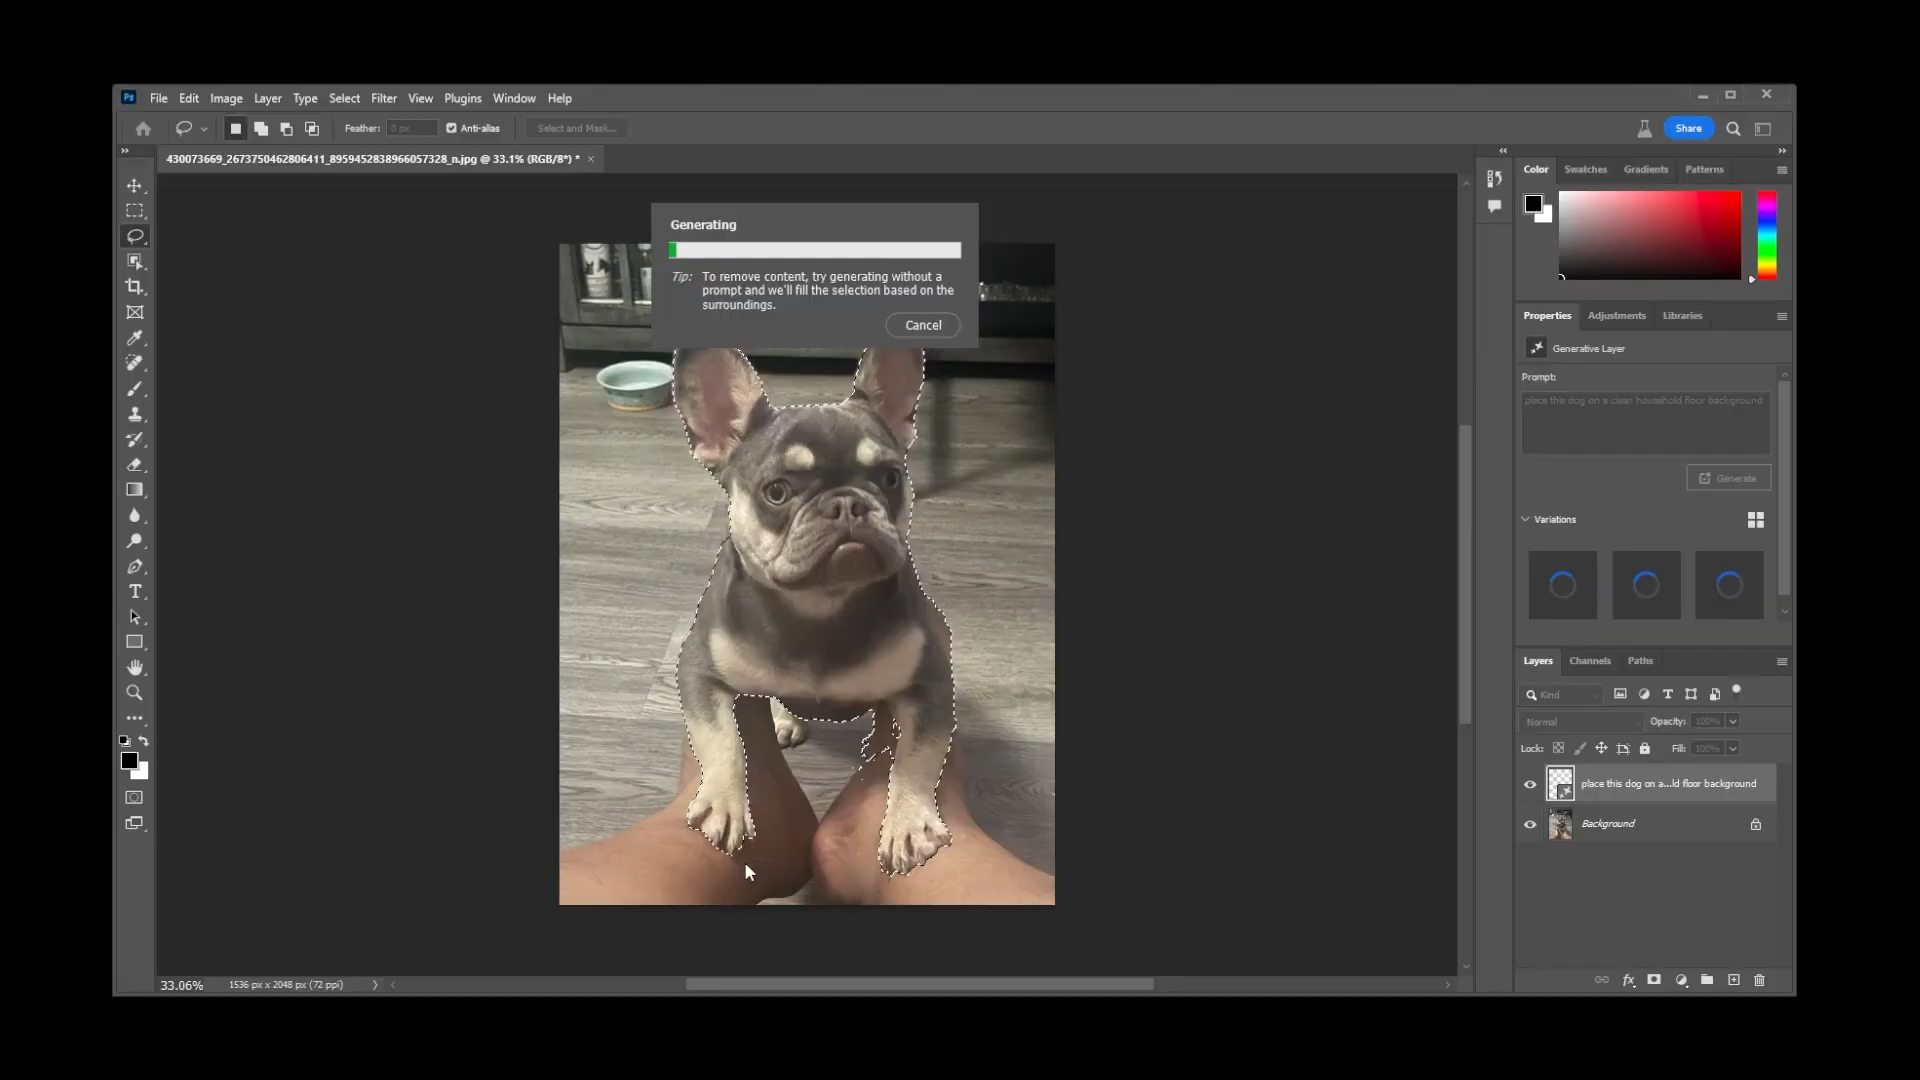 Ps File Edit Image Layer Type Select Filter View Plugins Window Help
Feather: 0 px Anti-alias Select and Mask... Share
430073669_2673750462806411_8959452838966057328_n.jpg @ 33.1% (RGB/8*) * ×
Color Swatches Gradients Patterns
Generating
Tip: To remove content, try generating without a
prompt and we'll fill the selection based on the
surroundings.
Cancel
Properties Adjustments Libraries
Generative Layer
Prompt:
place this dog on a clean household floor background
Generate
Variations
Layers Channels Paths
Kind
Normal Opacity: 100%
Lock: Fill: 100%
place this dog on a...ld floor background
Background
33.06% 1536 px x 2048 px (72 ppi)